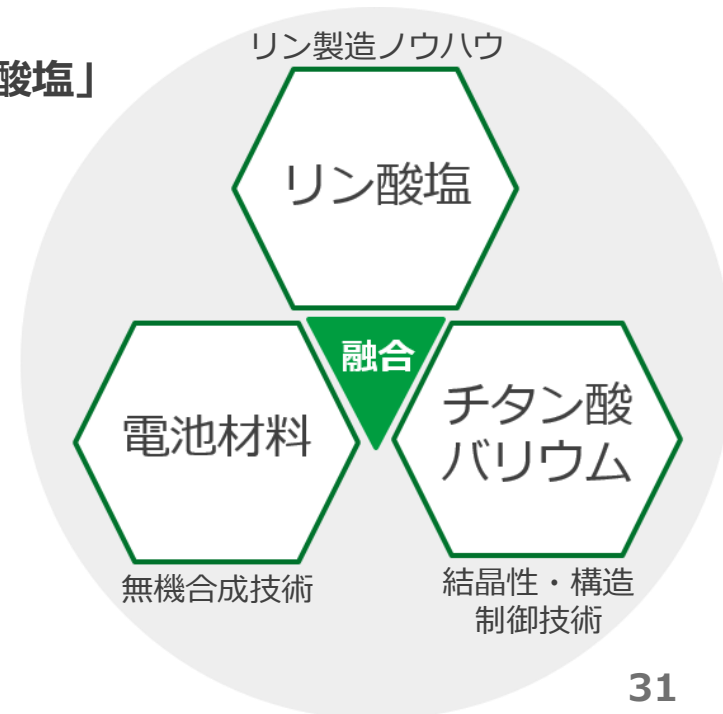 リン製造ノウハウ
酸塩」
リン酸塩
融合
電池材料
チタン酸
バリウム
無機合成技術
結晶性・構造
制御技術
31